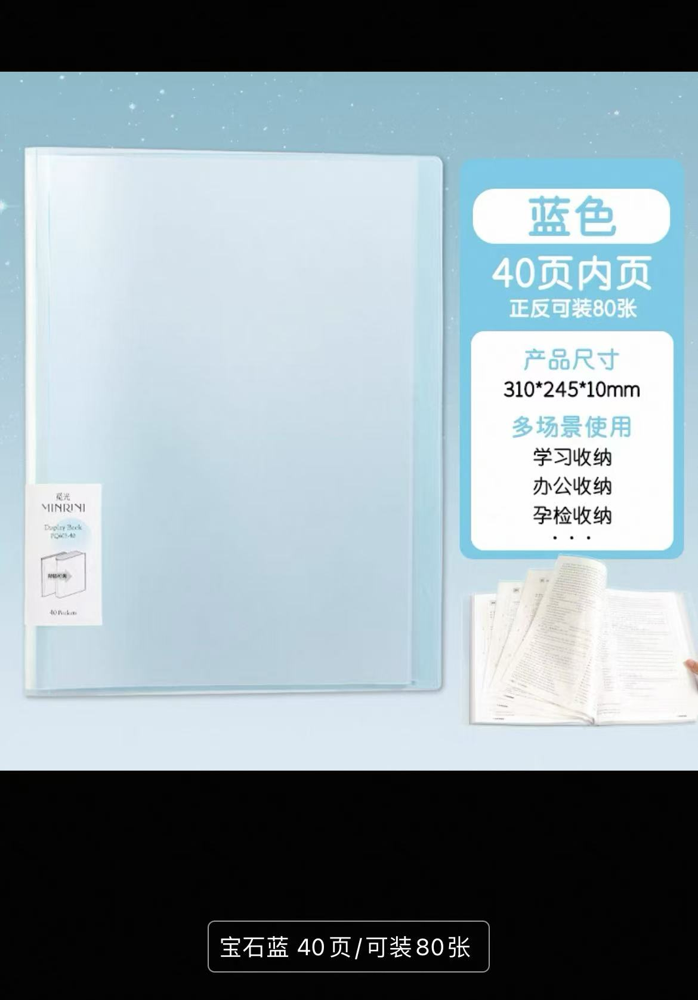 蓝色
40页内页
正反可装80张
产品尺寸
310*245*10mm
多场景使用
学习收纳
办公收纳
孕检收纳
...
觅光
MINRINI
Display Book
40 Pockets
宝石蓝 40页/可装80张